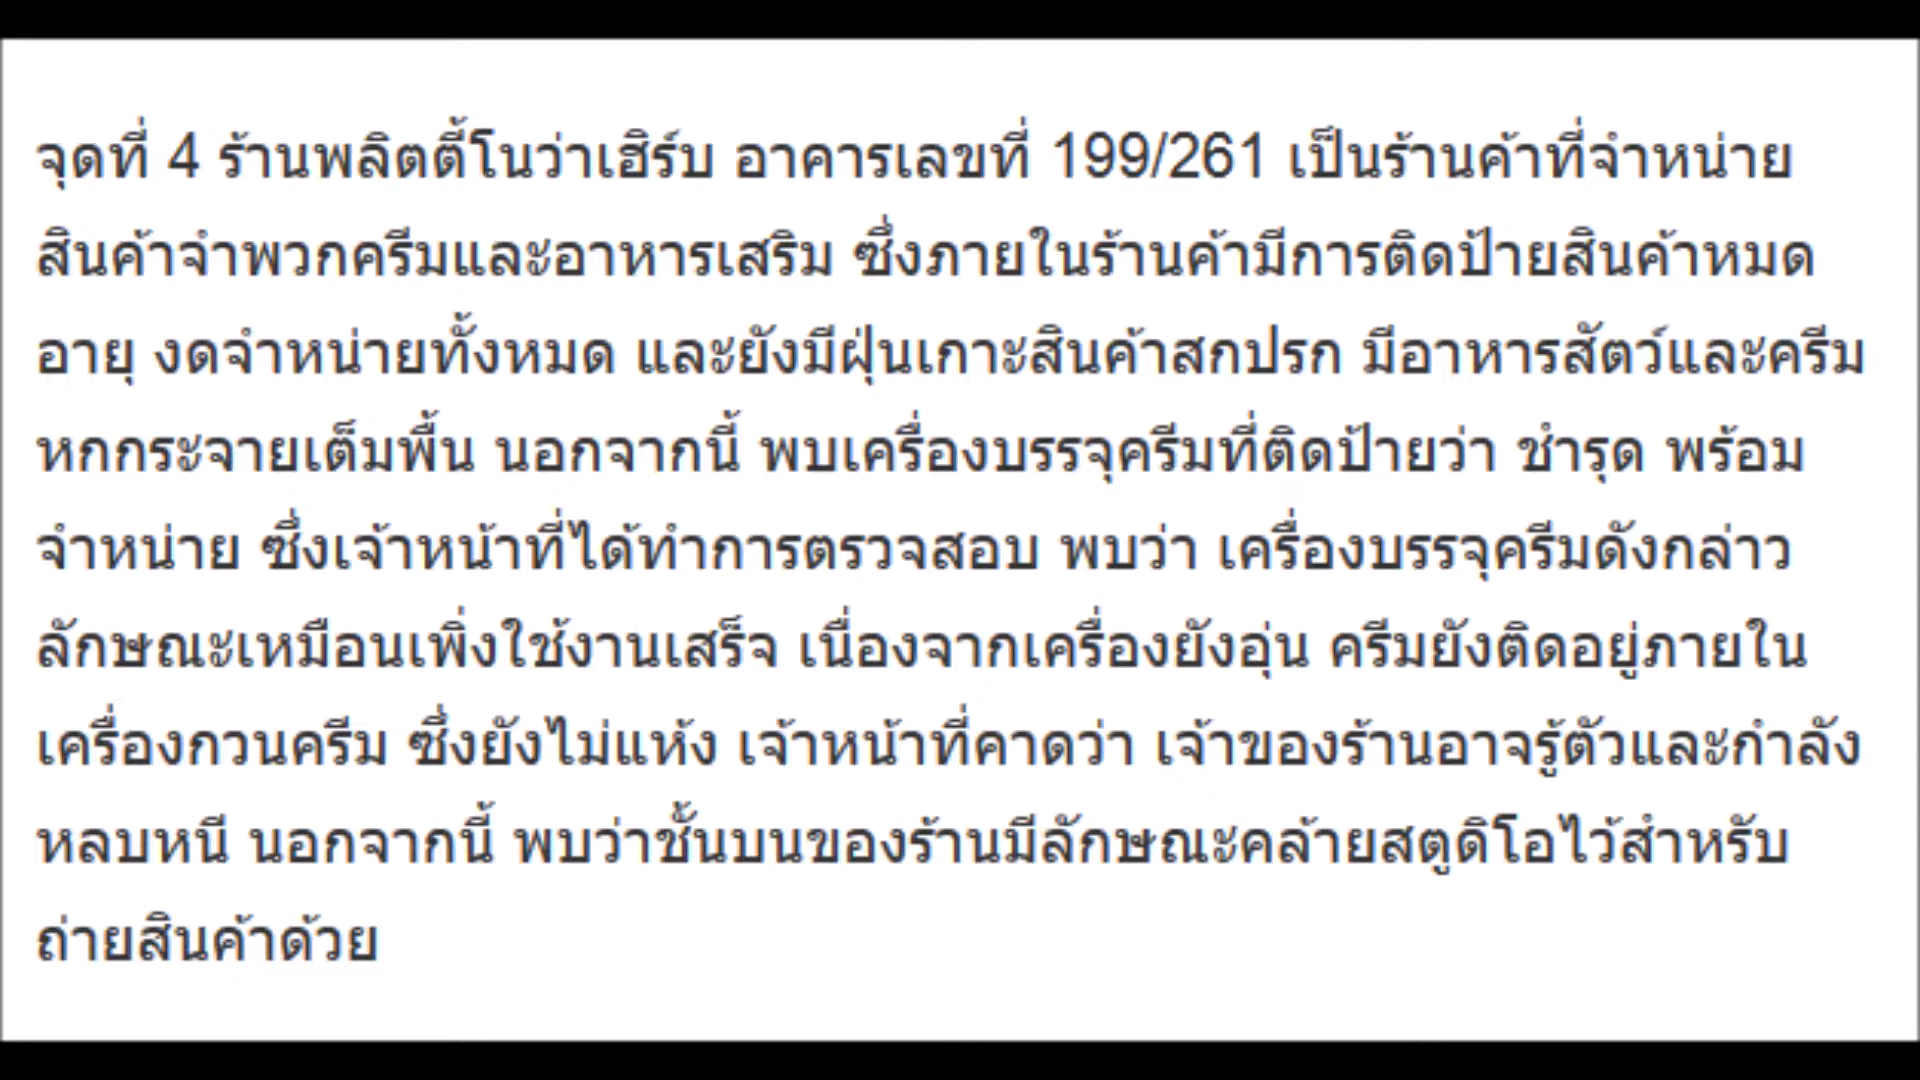 จุดที่ 4 ร้านพลิตตี้โนว่าเฮิร์บ อาคารเลขที่ 199/261 เป็นร้านค้าที่จำหน่าย
สินค้าจำพวกครีมและอาหารเสริม ซึ่งภายในร้านค้ามีการติดป้ายสินค้าหมด
อายุ งดจำหน่ายทั้งหมด และยังมีฝุ่นเกาะสินค้าสกปรก มีอาหารสัตว์และครีม
หกกระจายเต็มพื้น นอกจากนี้ พบเครื่องบรรจุครีมที่ติดป้ายว่า ชำรุด พร้อม
จำหน่าย ซึ่งเจ้าหน้าที่ได้ทำการตรวจสอบ พบว่า เครื่องบรรจุครีมดังกล่าว
ลักษณะเหมือนเพิ่งใช้งานเสร็จ เนื่องจากเครื่องยังอุ่น ครีมยังติดอยู่ภายใน
เครื่องกวนครีม ซึ่งยังไม่แห้ง เจ้าหน้าที่คาดว่า เจ้าของร้านอาจรู้ตัวและกำลัง
หลบหนี นอกจากนี้ พบว่าชั้นบนของร้านมีลักษณะคล้ายสตูดิโอไว้สำหรับ
ถ่ายสินค้าด้วย